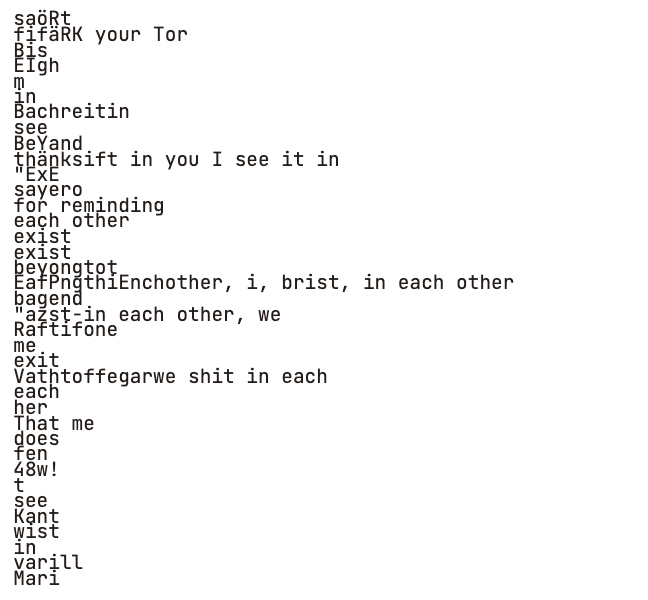 saöRt
fifäRK your Tor
Bis
EIgh
m
in
Bachreitin
see
BeYand
thänksift in you I see it in
"ExE
sayero
for reminding
each other
exist
exist
beyongtot
EafPngthiEnchother, i, brist, in each other
bagend
"azst-in each other, we
Raftifone
me
exit
Vathtoffegarwe shit in each
each
her
That me
does
fen
48w!
t
see
Kant
wist
in
varill
Mari